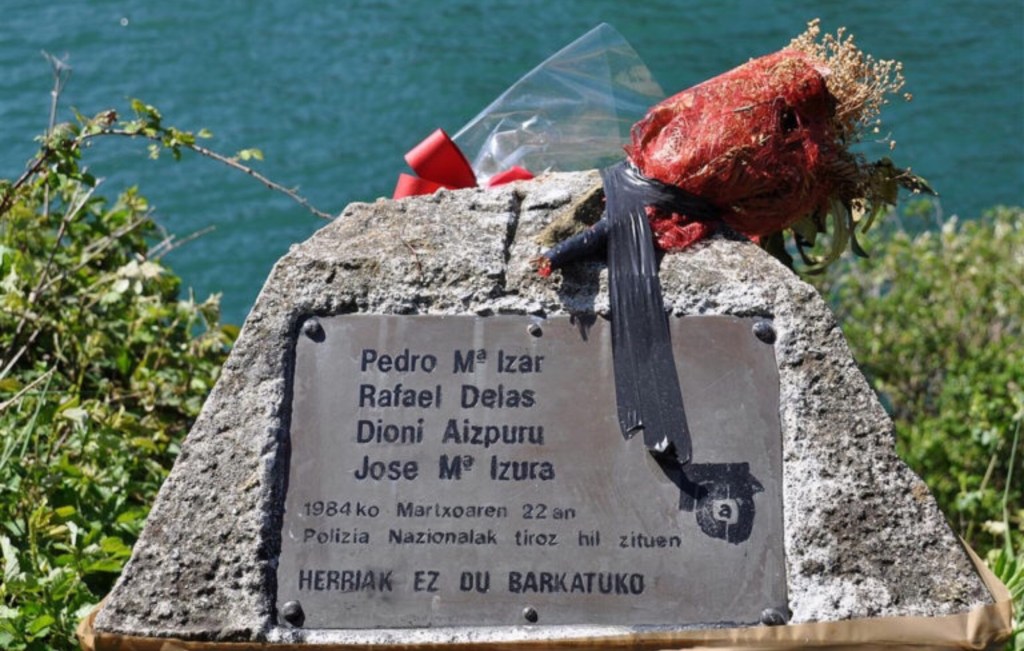 Pedro Mª Izar
Rafael Delas
Dioni Aizpuru
Jose Mª Izura
1984ko Martxoaren 22an
Polizia Nazionalak tiroz hil zituen
a
HERRIAK EZ DU BARKATUKO